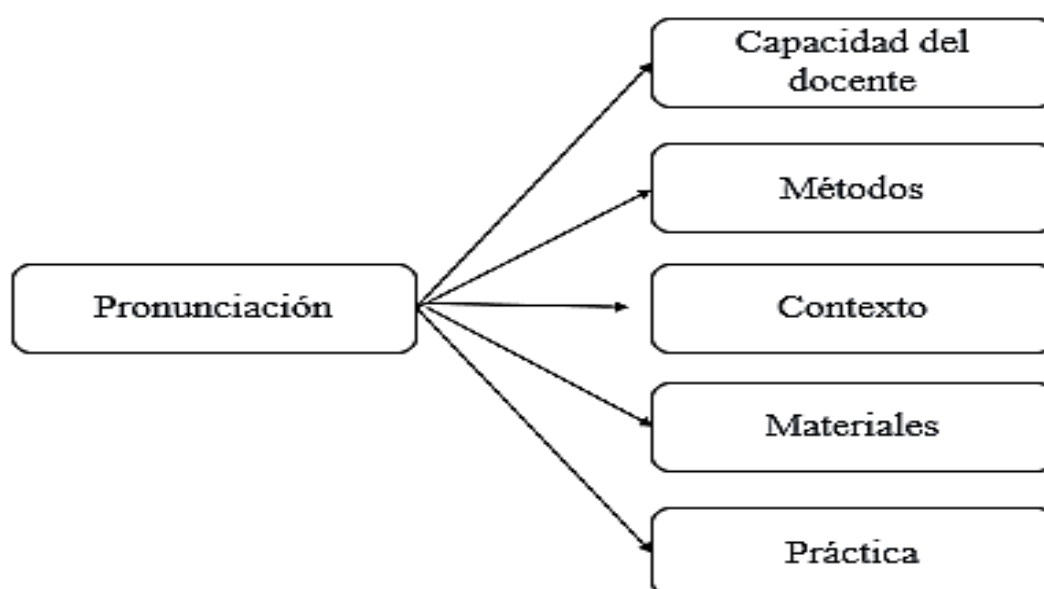 Capacidad del
docente
Métodos
Pronunciación
Contexto
Materiales
Práctica